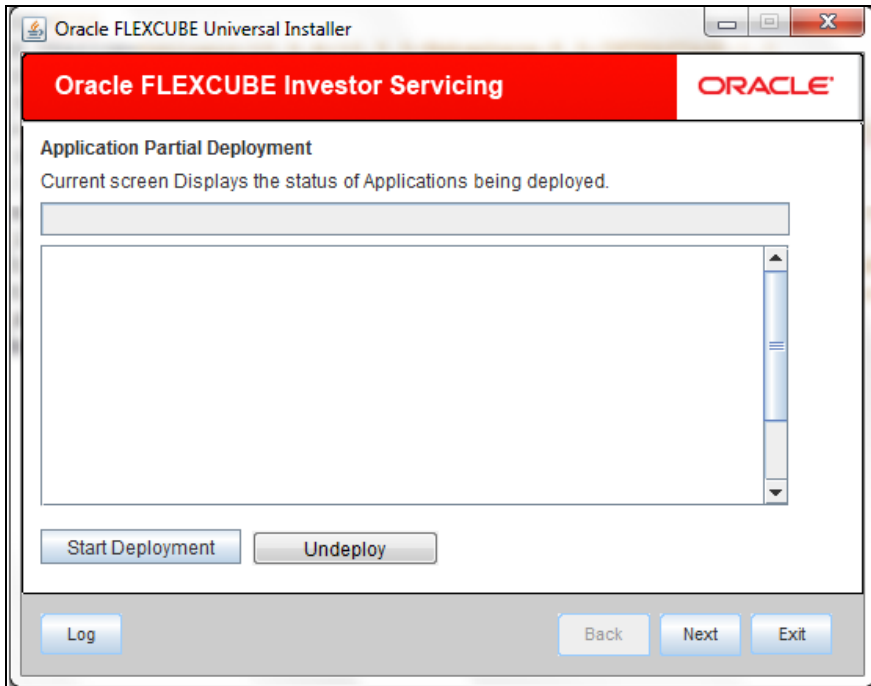 Oracle FLEXCUBE Universal Installer
Oracle FLEXCUBE Investor Servicing
ORACLE
Application Partial Deployment
Current screen Displays the status of Applications being deployed.
Start Deployment Undeploy
Log Back Next Exit